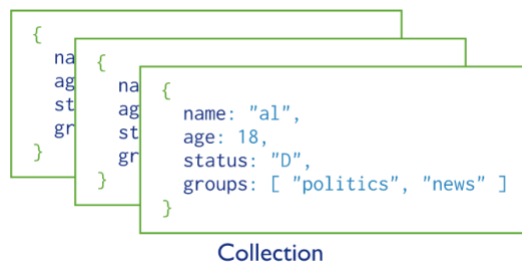 {
na
ag
st
gr
}
{
na
ag
st
gr
}
{
name: "al",
age: 18,
status: "D",
groups: [ "politics", "news" ]
}
Collection